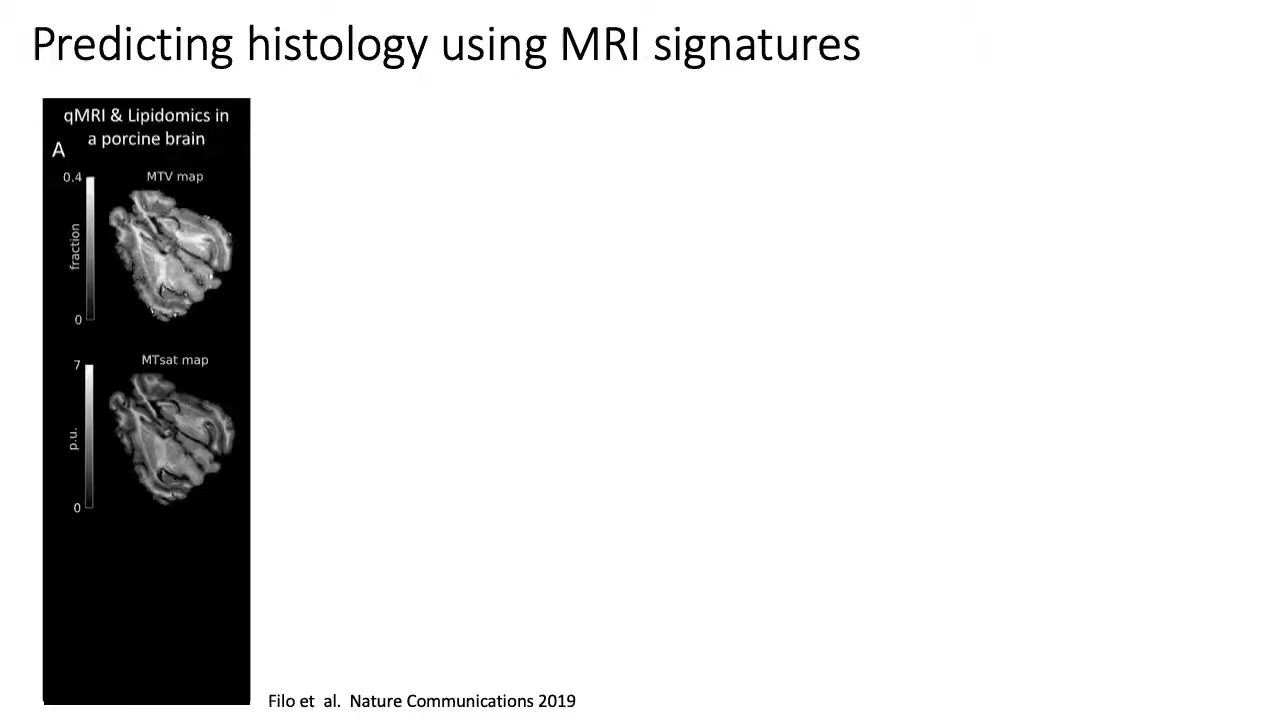 Predicting histology using MRI signatures
qMRI & Lipidomics in
a porcine brain
A
MTV map
0.4
fraction
0
MTsat map
7
p.u.
0
Filo et al. Nature Communications 2019